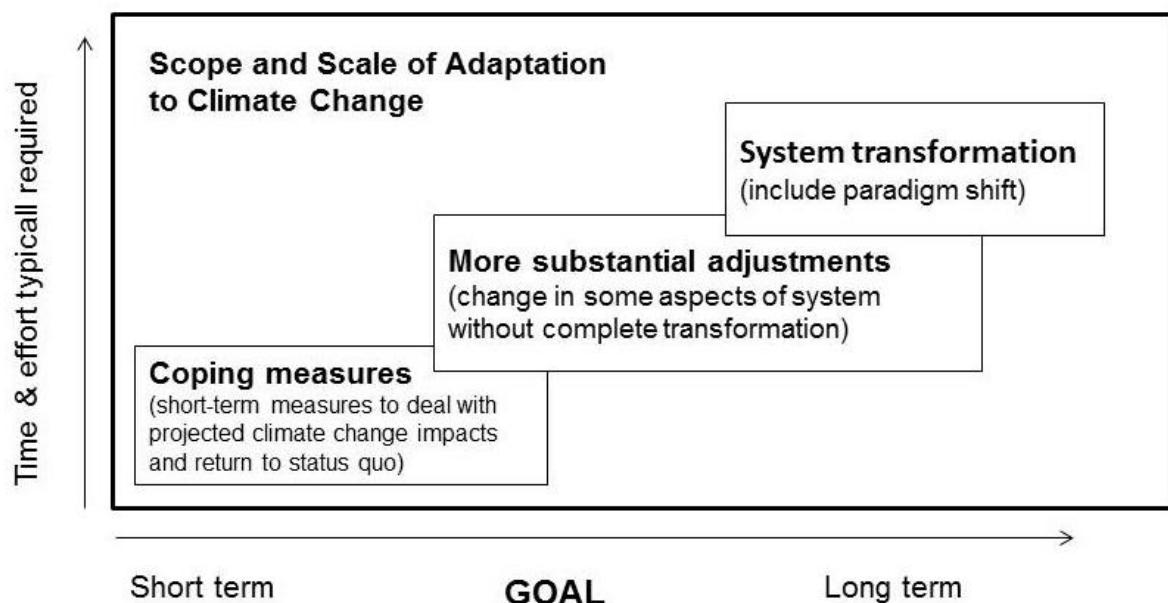 Scope and Scale of Adaptation
to Climate Change
System transformation
(include paradigm shift)
More substantial adjustments
(change in some aspects of system
without complete transformation)
Coping measures
(short-term measures to deal with
projected climate change impacts
and return to status quo)
Time & effort typicall required
Short term
GOAL
Long term